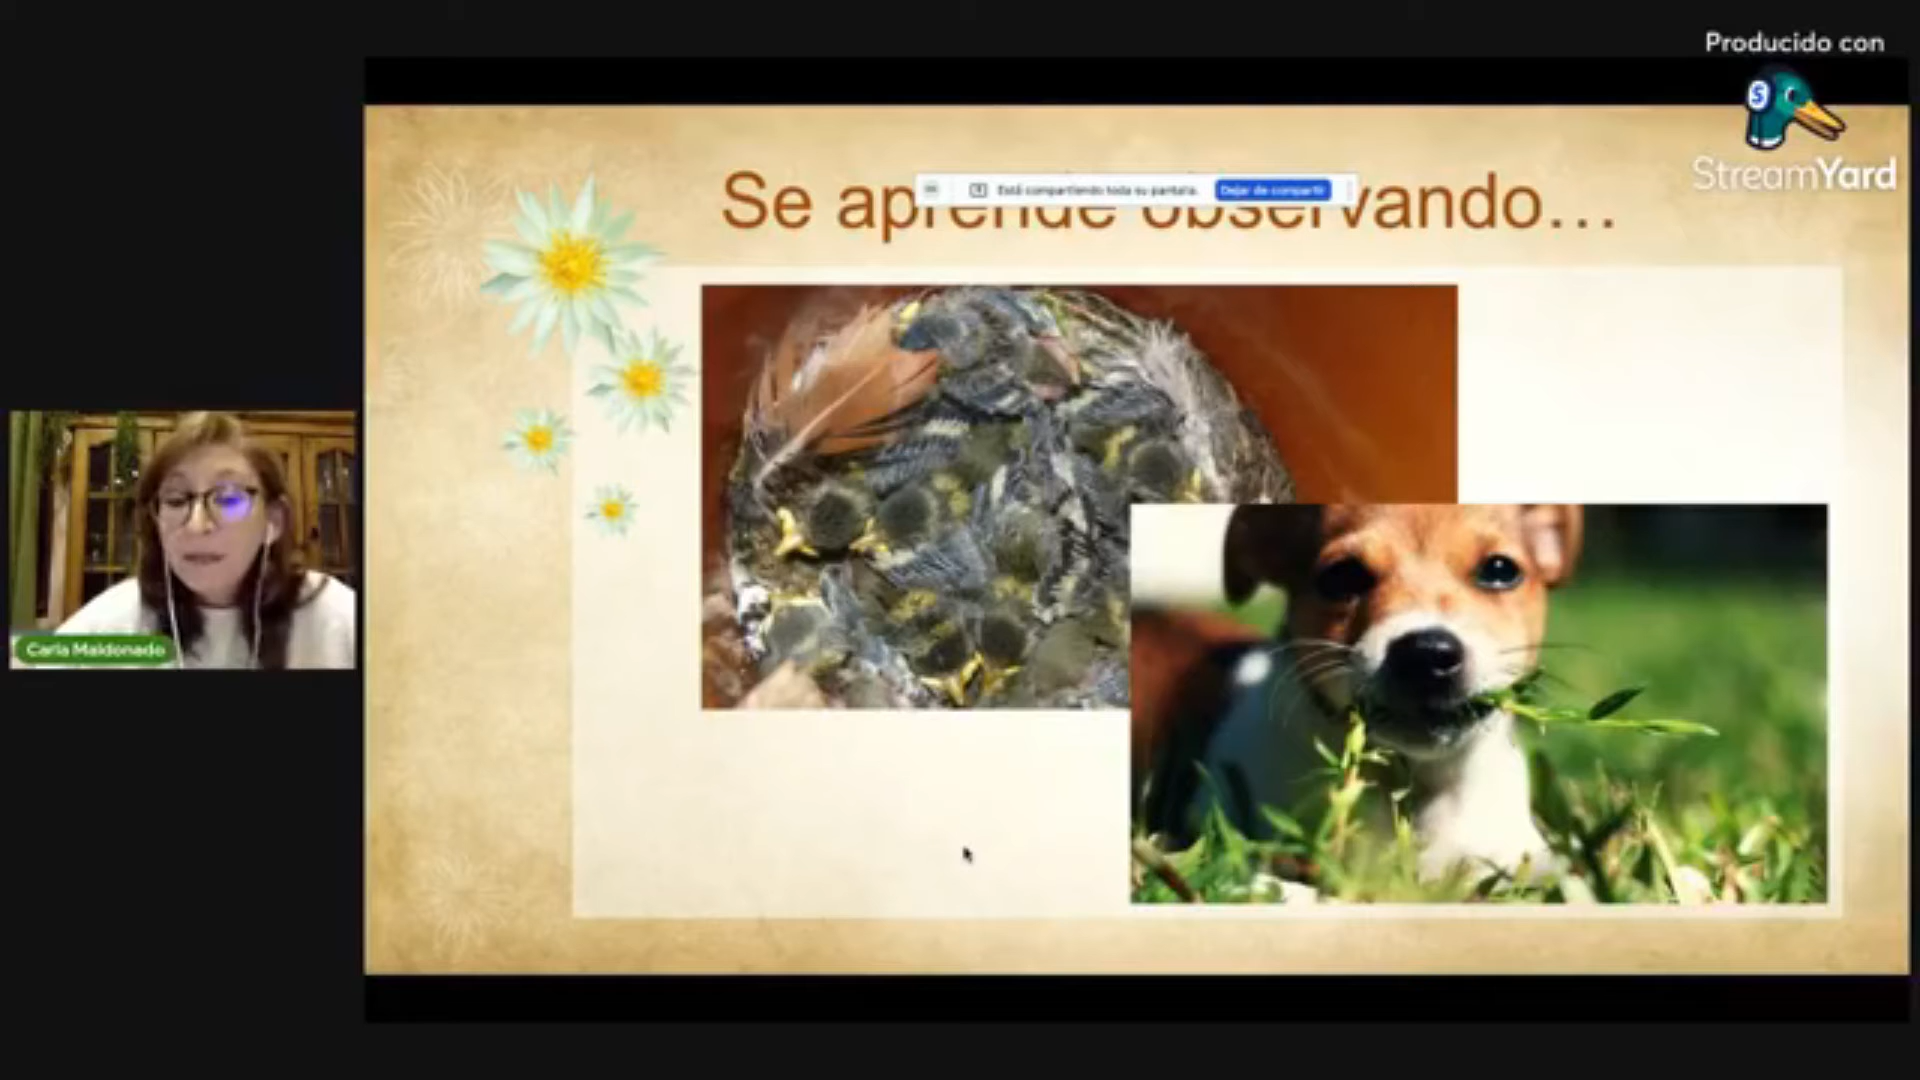 Producido con
StreamYard
Se aprende observando...
Está compartiendo toda su pantalla.
Dejar de compartir
Carla Maldonado